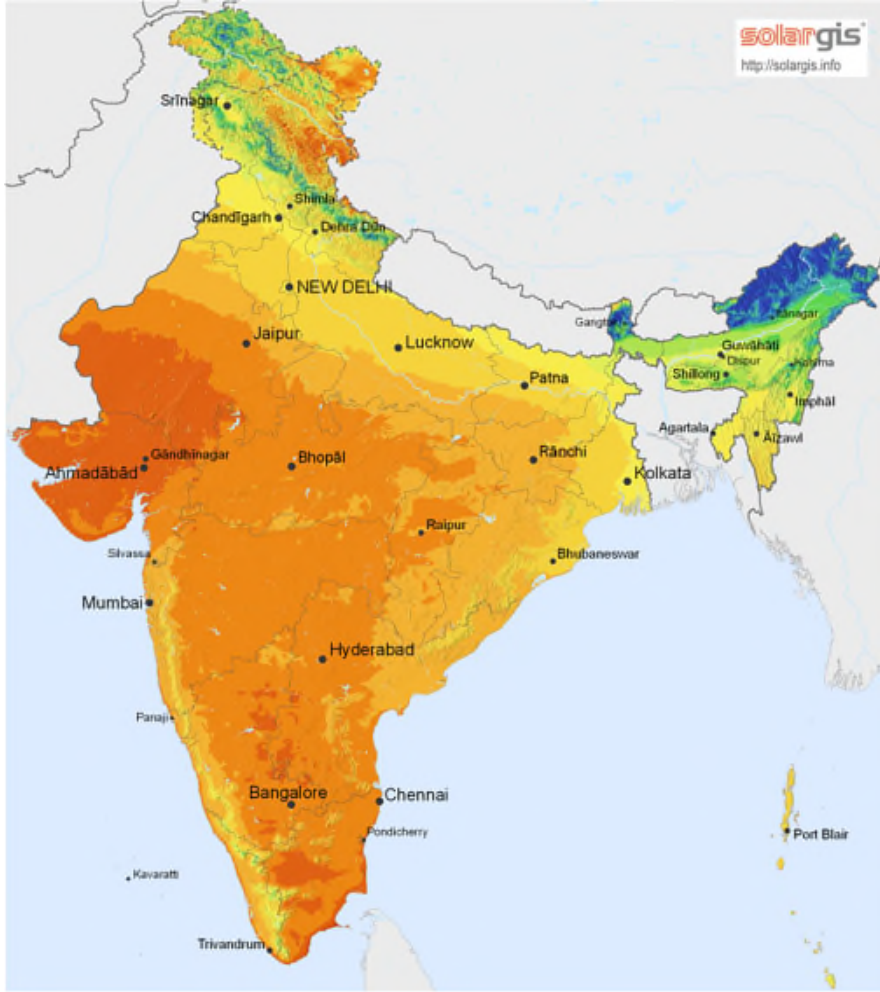 solargis
http://solargis.info
Srīnagar
Shimla
Chandīgarh
Dehra Dūn
NEW DELHI
Jaipur
Lucknow
Gangtok
Itānagar
Guwāhāti
Dispur
Shillong
Kohima
Imphāl
Patna
Agartala
Āīzawl
Gāndhīnagar
Ahmadābād
Bhopāl
Rānchi
Kolkata
Raipur
Silvassa
Bhubaneswar
Mumbai
Hyderabad
Panaji
Bangalore
Chennai
Pondicherry
Port Blair
Kavaratti
Trivandrum